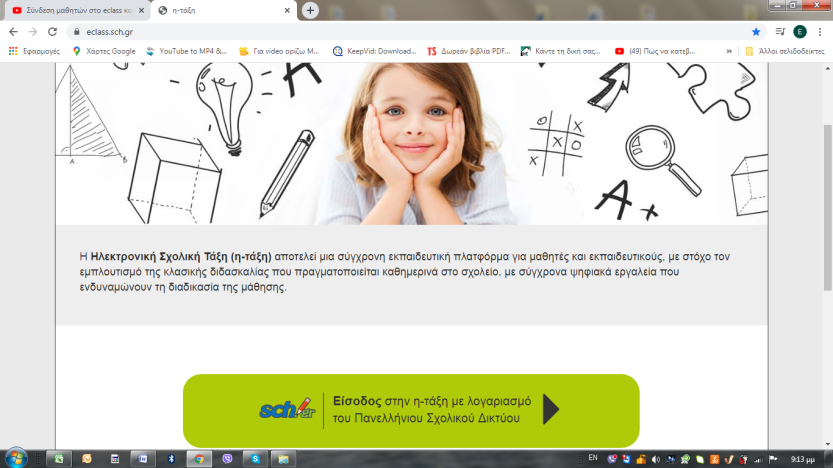 Σύνδεση μαθητών στο eclass κα
η-τάξη
eclass.sch.gr
E
Εφαρμογές
Χάρτες Google
YouTube to MP4 &...
Για video ορίζω M...
KeepVid: Download...
TS Δωρεάν βιβλία PDF...
Κάντε τη δική σας...
(49) Πώς να κατεβ...
»
Άλλοι σελιδοδείκτες
A
A
B
O X
X O
X
A+
Η Ηλεκτρονική Σχολική Τάξη (η-τάξη) αποτελεί μια σύγχρονη εκπαιδευτική πλατφόρμα για μαθητές και εκπαιδευτικούς, με στόχο τον
εμπλουτισμό της κλασικής διδασκαλίας που πραγματοποιείται καθημερινά στο σχολείο, με σύγχρονα ψηφιακά εργαλεία που
ενδυναμώνουν τη διαδικασία της μάθησης.
sch.gr
Είσοδος στην η-τάξη με λογαριασμό
του Πανελλήνιου Σχολικού Δικτύου
EN
9:13 μμ